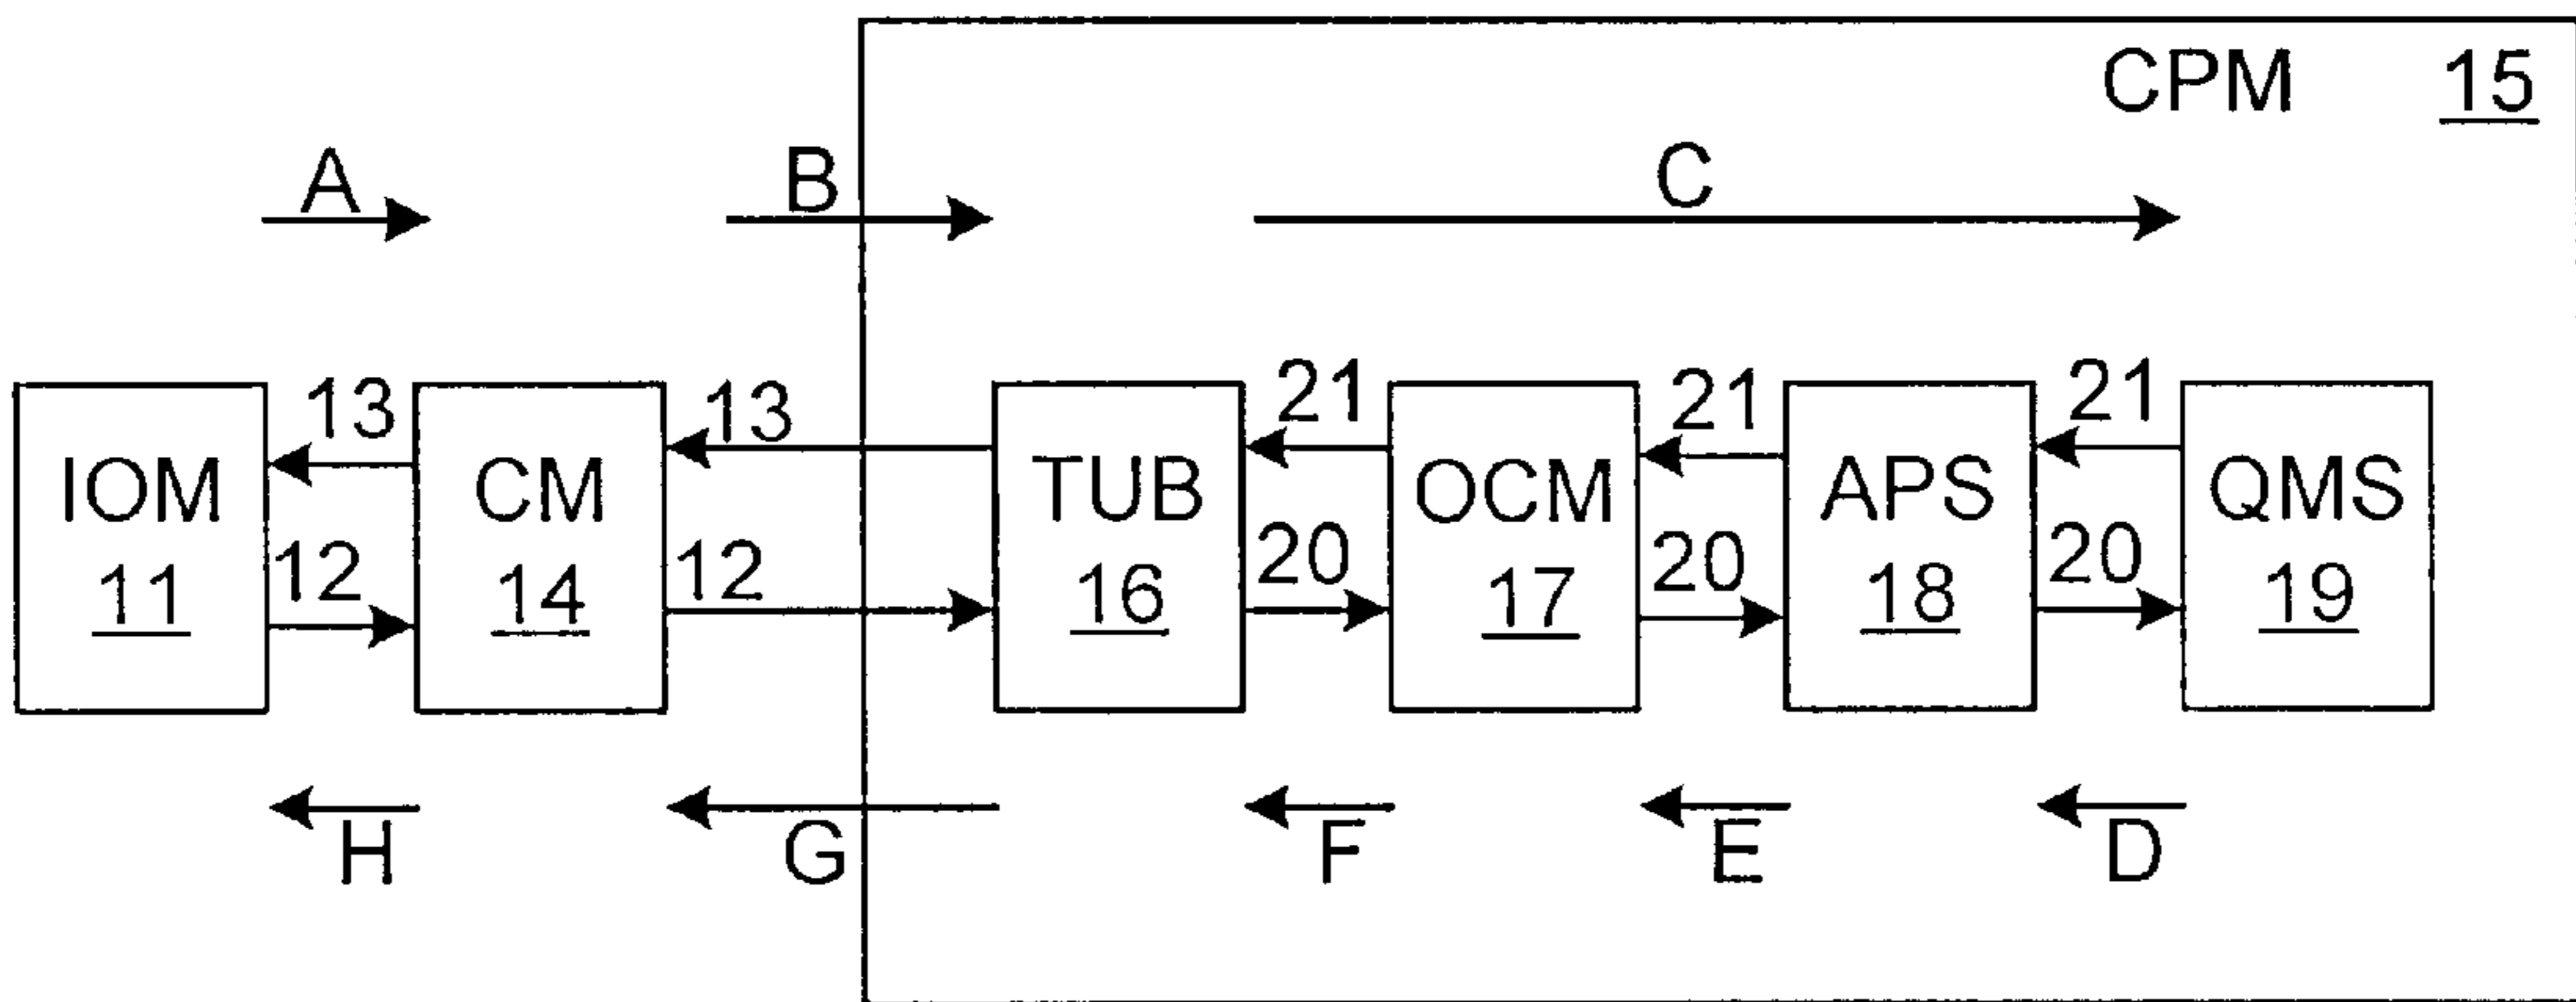 CPM 15
A B C
13 13 21 21 21
IOM CM TUB OCM APS QMS
12 12 20 20 20
11 14 16 17 18 19
H G F E D